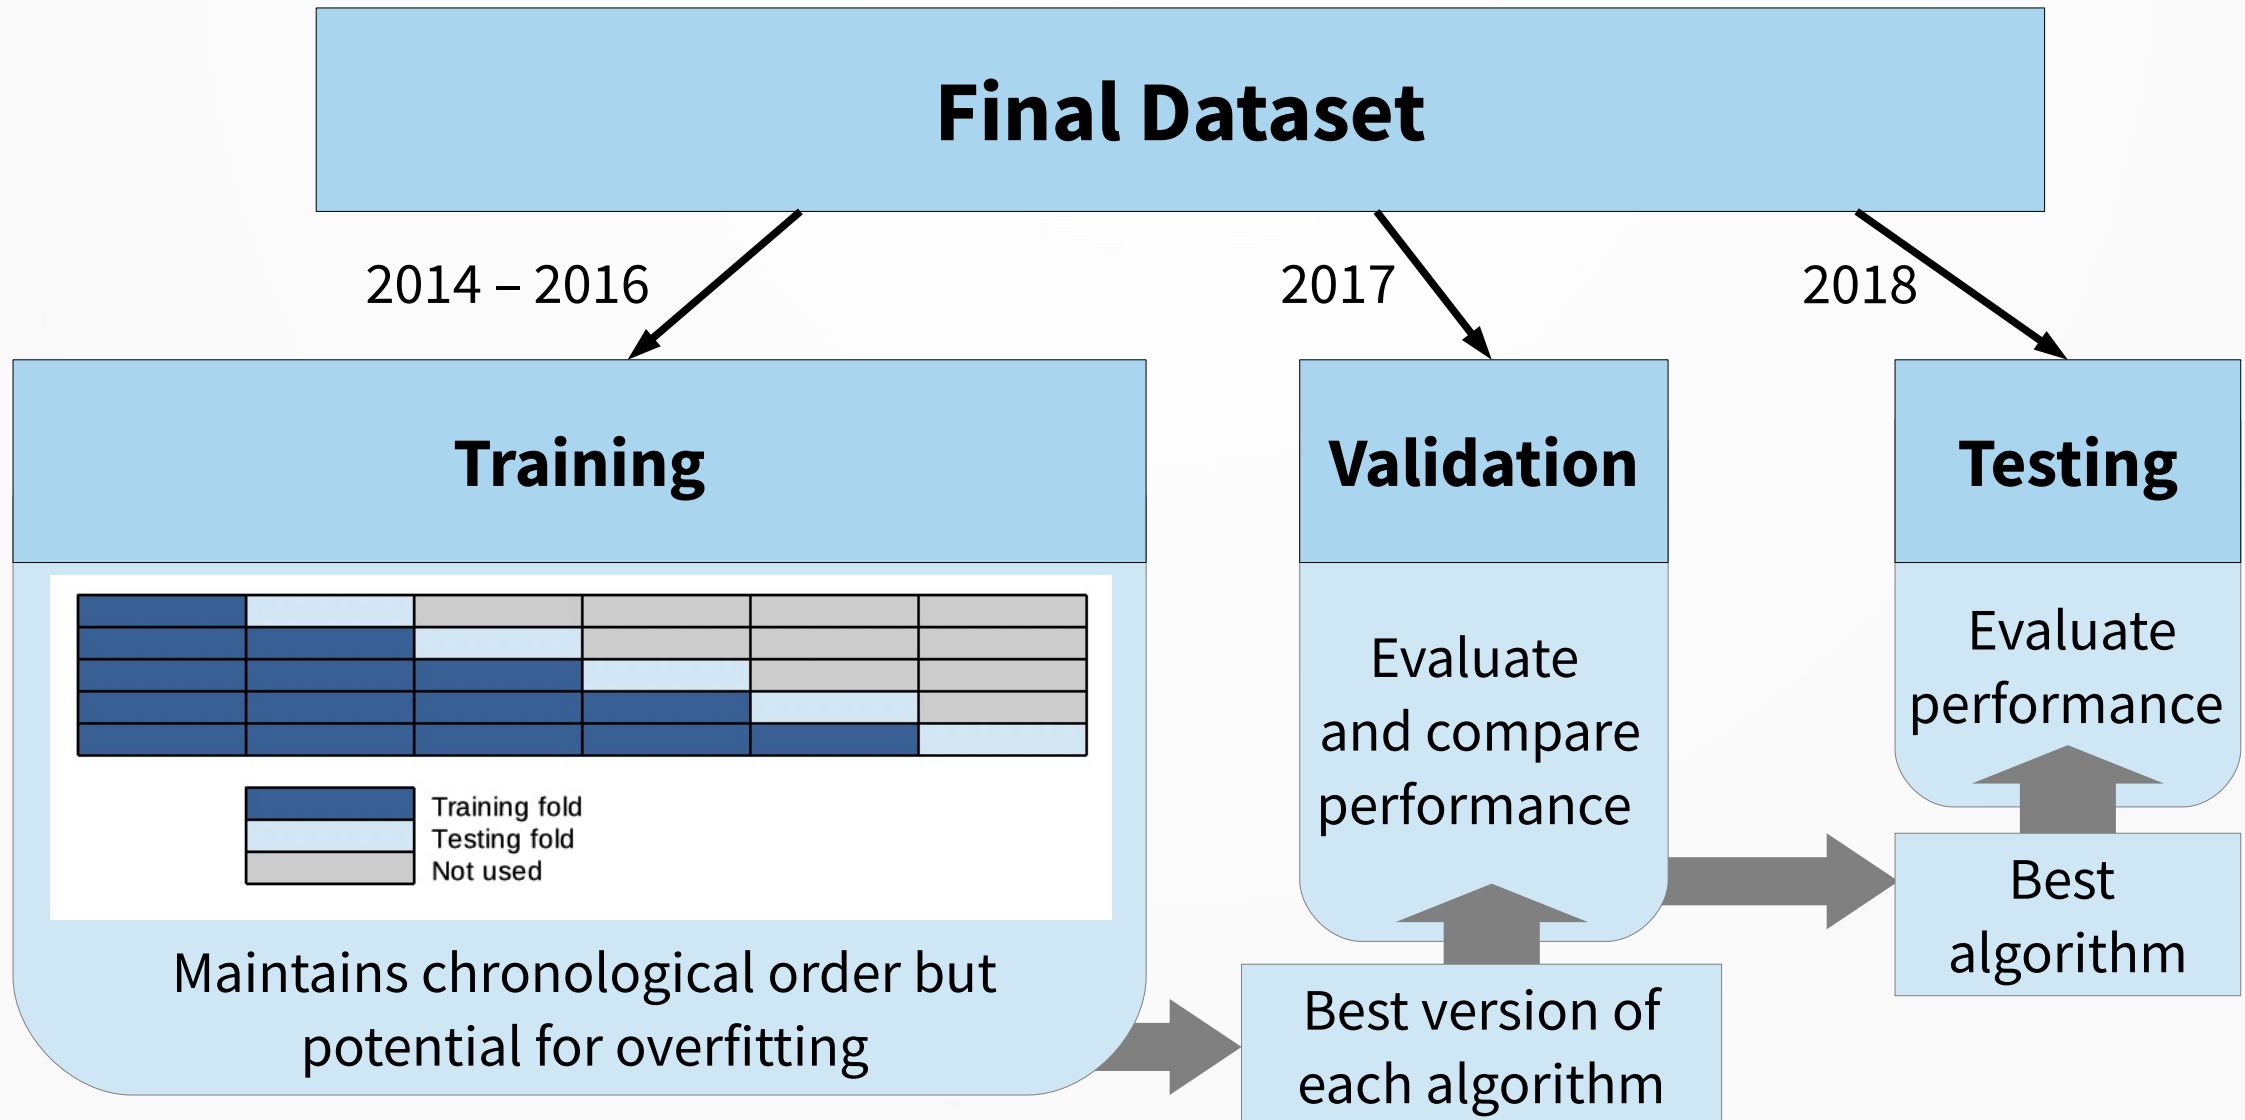 Final Dataset
2014 – 2016
2017
2018
Training
Validation
Testing
Training fold
Testing fold
Not used
Maintains chronological order but
potential for overfitting
Evaluate
and compare
performance
Best version of
each algorithm
Evaluate
performance
Best
algorithm